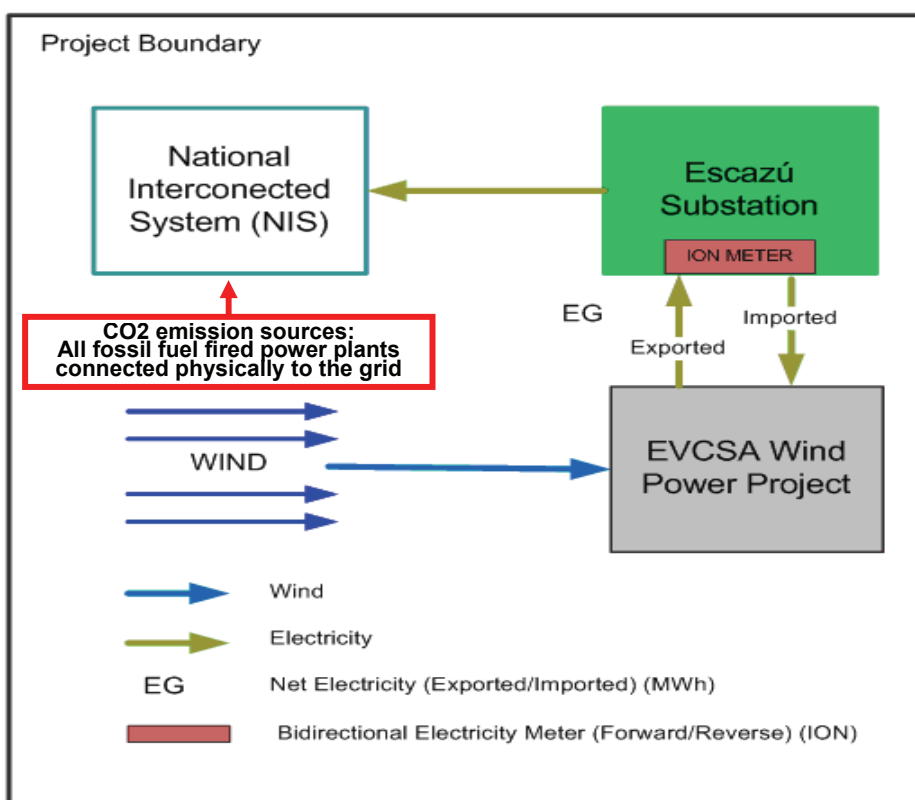 Project Boundary
National
Interconected
System (NIS)
Escazú
Substation
ION METER
EG
Exported
Imported
CO2 emission sources:
All fossil fuel fired power plants
connected physically to the grid
WIND
EVCSA Wind
Power Project
Wind
Electricity
EG Net Electricity (Exported/Imported) (MWh)
Bidirectional Electricity Meter (Forward/Reverse) (ION)